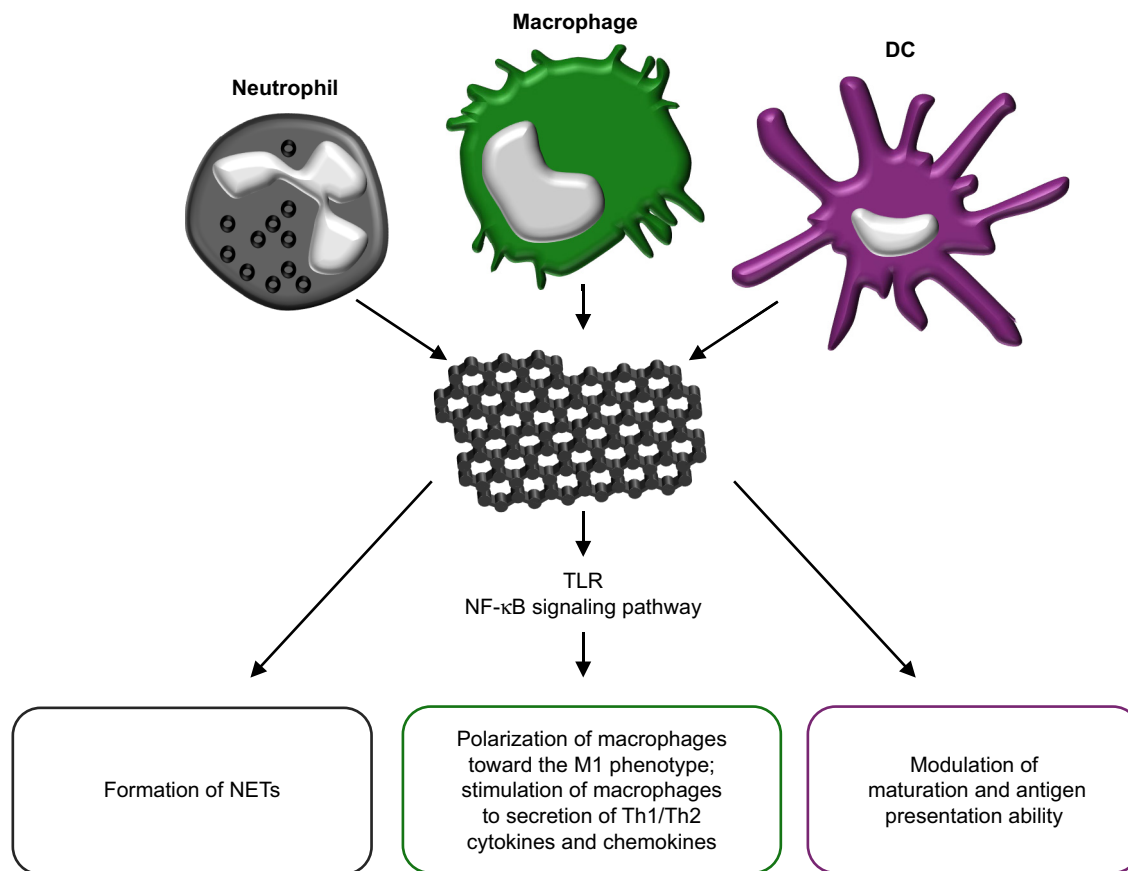 Neutrophil
Macrophage
DC
TLR
NF-κB signaling pathway
Formation of NETs
Polarization of macrophages
toward the M1 phenotype;
stimulation of macrophages
to secretion of Th1/Th2
cytokines and chemokines
Modulation of
maturation and antigen
presentation ability